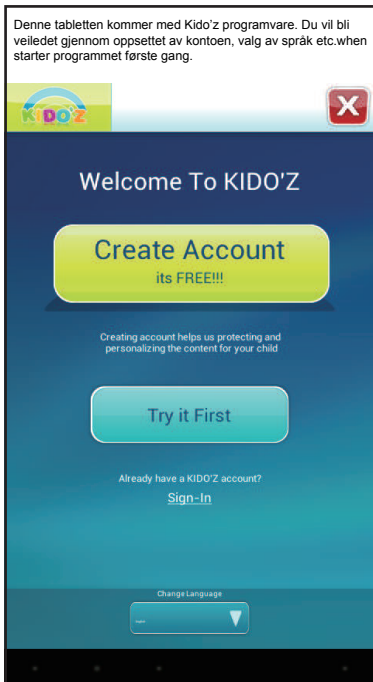 Denne tabletten kommer med Kido’z programvare. Du vil bli
veiledet gjennom oppsettet av kontoen, valg av språk etc.when
starter programmet første gang.
KIDO'Z
X
Welcome To KIDO'Z
Create Account
its FREE!!!
Creating account helps us protecting and
personalizing the content for your child
Try it First
Already have a KIDO'Z account?
Sign-In
Change Language